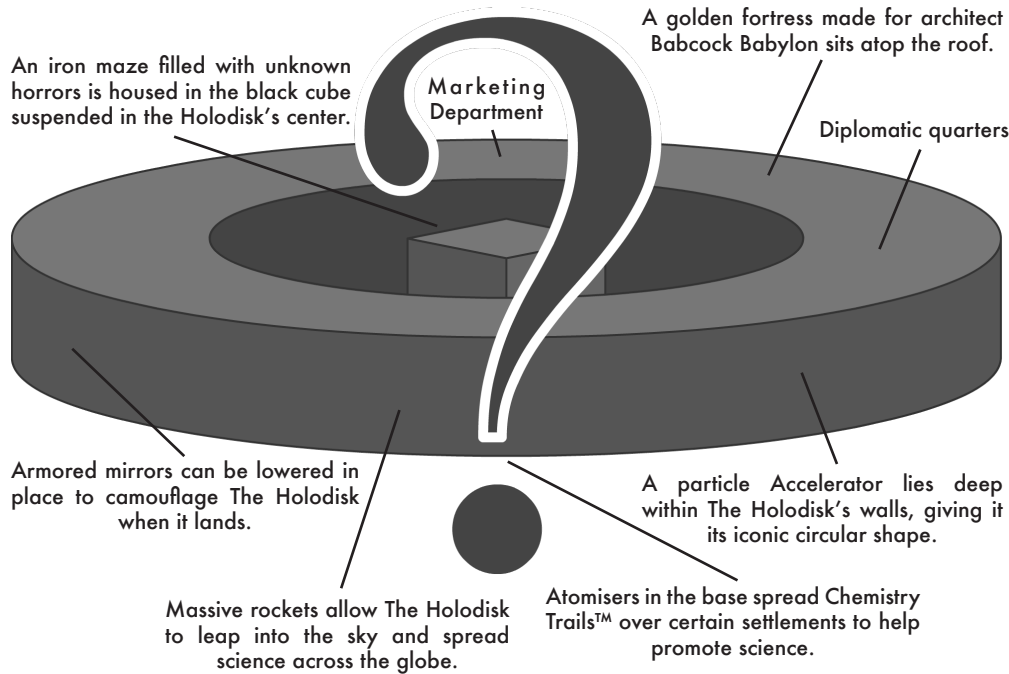 A golden fortress made for architect
Babcock Babylon sits atop the roof.
An iron maze filled with unknown
horrors is housed in the black cube
suspended in the Holodisk's center.
Marketing
Department
Diplomatic quarters
?
Armored mirrors can be lowered in
place to camouflage The Holodisk
when it lands.
A particle Accelerator lies deep
within The Holodisk's walls, giving it
its iconic circular shape.
Massive rockets allow The Holodisk
to leap into the sky and spread
science across the globe.
Atomisers in the base spread Chemistry
Trails™ over certain settlements to help
promote science.